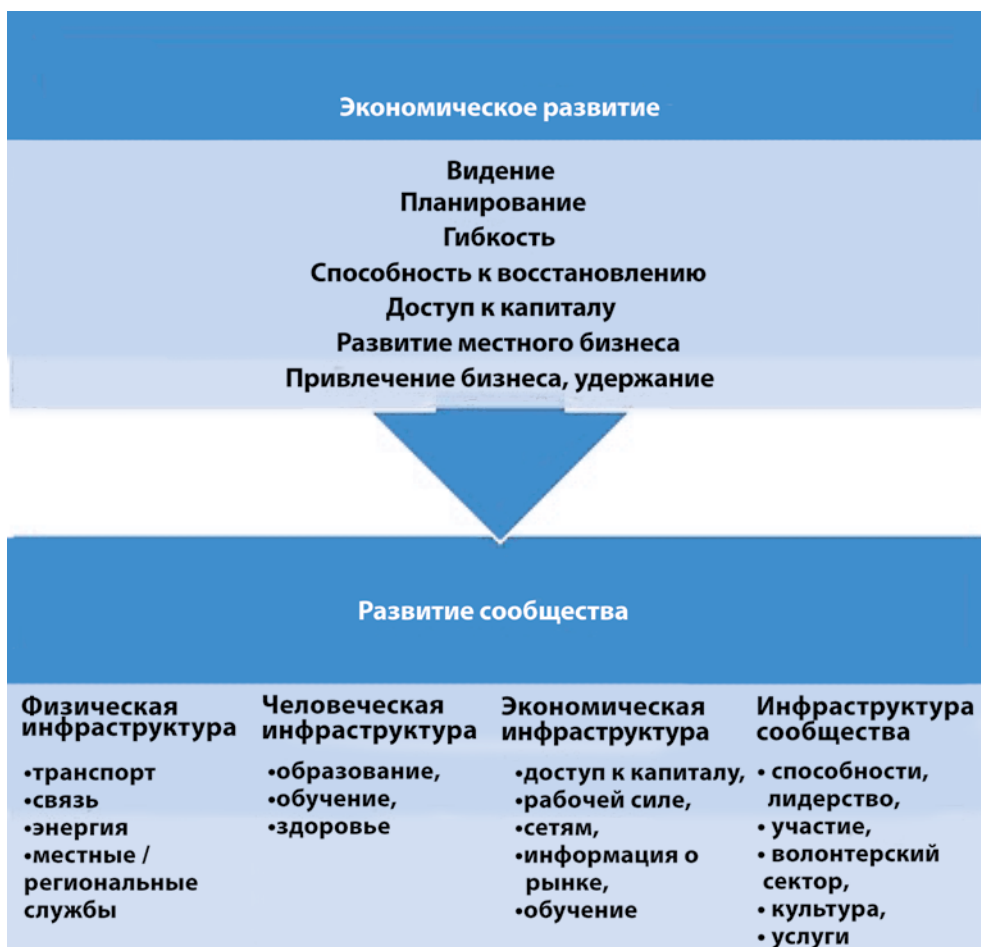 Экономическое развитие
Видение
Планирование
Гибкость
Способность к восстановлению
Доступ к капиталу
Развитие местного бизнеса
Привлечение бизнеса, удержание
Развитие сообщества
Физическая
инфраструктура
•транспорт
•связь
•энергия
•местные /
региональные
службы
Человеческая
инфраструктура
•образование,
•обучение,
•здоровье
Экономическая
инфраструктура
•доступ к капиталу,
•рабочей силе,
•сетям,
•информация о
рынке,
•обучение
Инфраструктура
сообщества
• способности,
лидерство,
• участие,
• волонтерский
сектор,
• культура,
• услуги